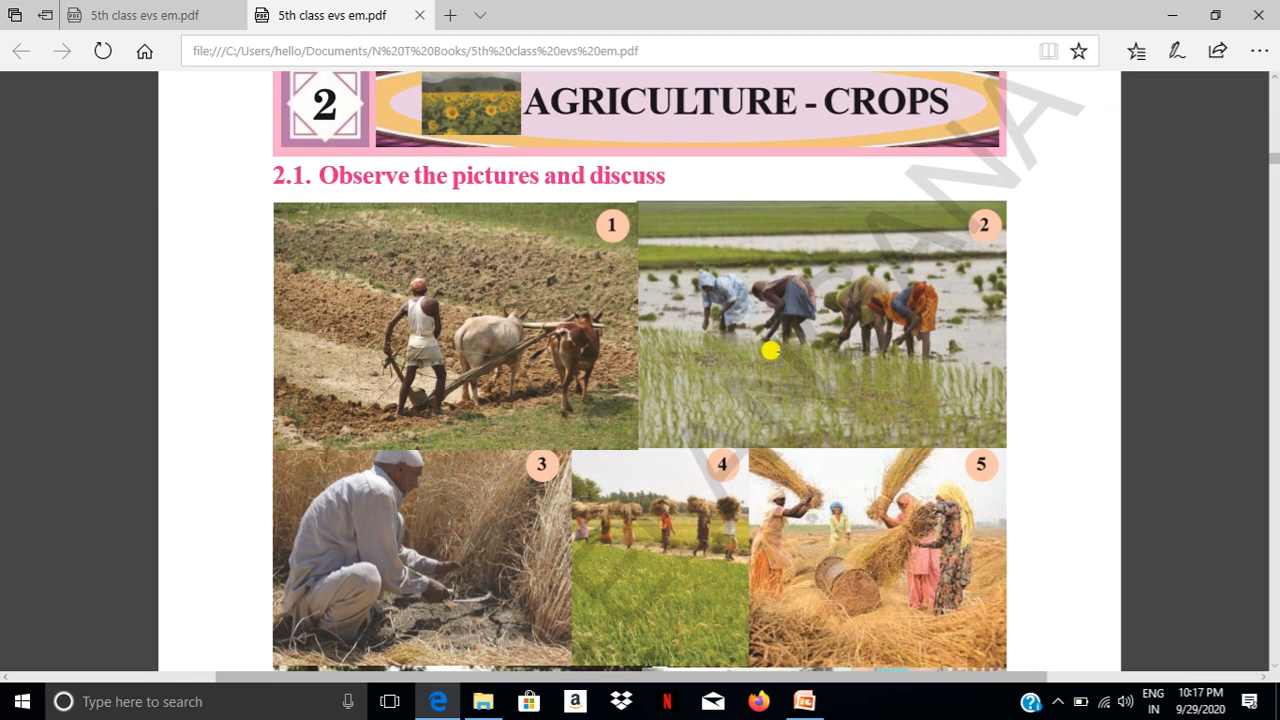 5th class evs em.pdf
5th class evs em.pdf
file:///C:/Users/hello/Documents/N%20T%20Books/5th%20class%20evs%20em.pdf
2
AGRICULTURE - CROPS
2.1. Observe the pictures and discuss
1
2
3
4
5
Type here to search
ENG
10:17 PM
IN
9/29/2020